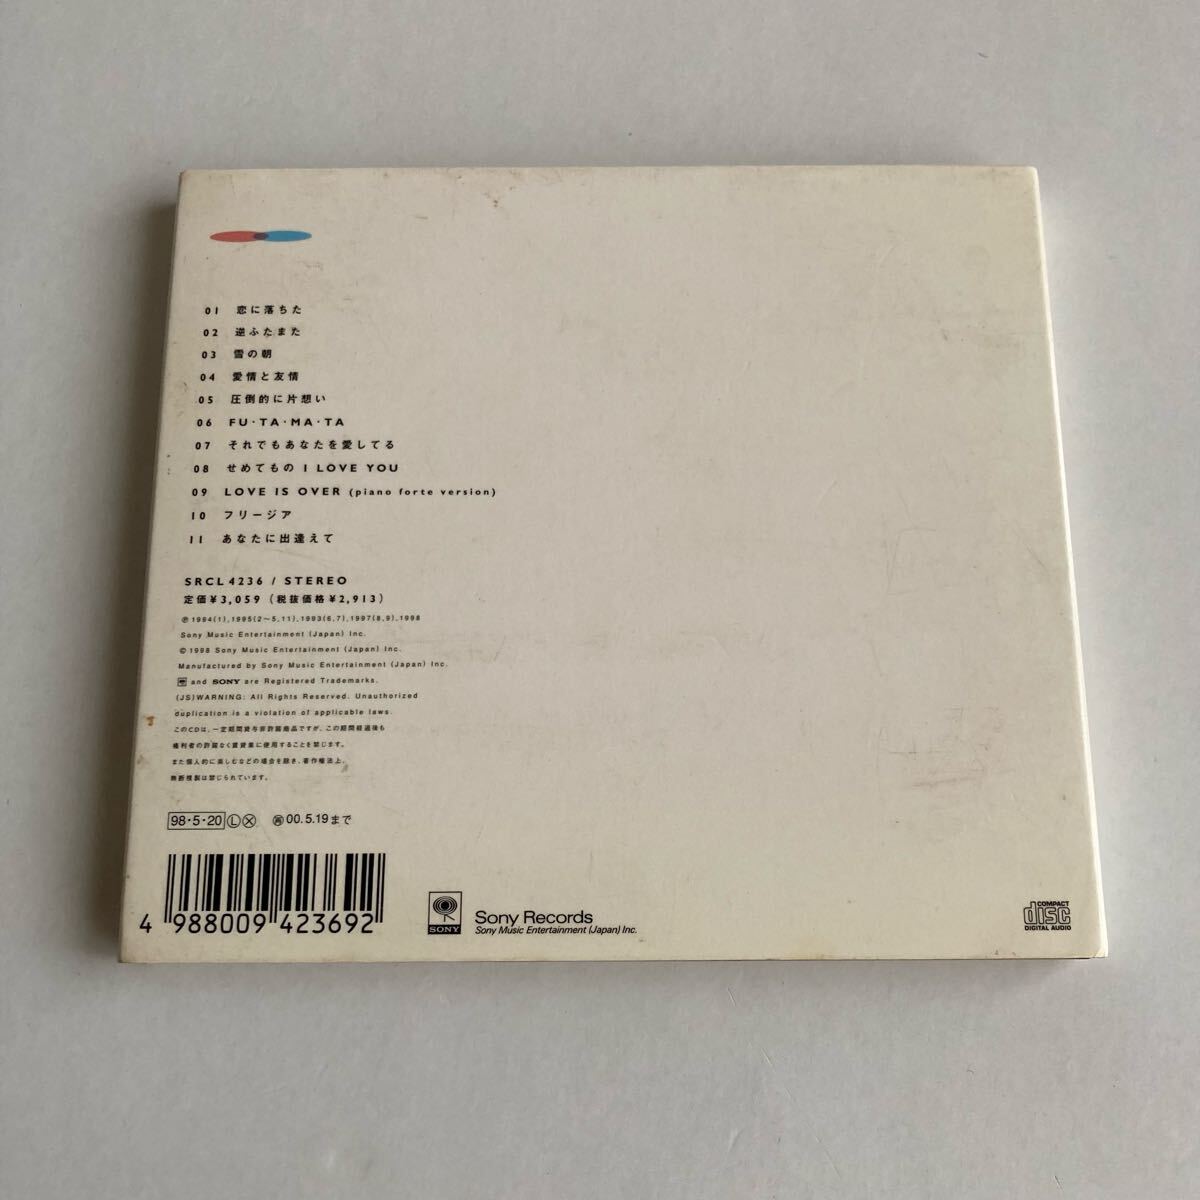 01 恋に落ちた
02 逆ふたまた
03 雪の朝
04 愛情と友情
05 圧倒的に片想い
06 FU・TA・MA・TA
07 それでもあなたを愛してる
08 せめてもの I LOVE YOU
09 LOVE IS OVER (piano forte version)
10 フリージア
11 あなたに出逢えて
SRCL 4236 / STEREO
定価¥3,059 (税抜価格¥2,913)
Ⓟ 1994(1), 1995(2〜5,11), 1993(6,7), 1997(8,9), 1998
Sony Music Entertainment (Japan) Inc.
© 1998 Sony Music Entertainment (Japan) Inc.
Manufactured by Sony Music Entertainment (Japan) Inc.
and SONY are Registered Trademarks.
(JS)WARNING: All Rights Reserved. Unauthorized
duplication is a violation of applicable laws.
このCDは、一定期間貸与非許諾商品ですが、この期間経過後も
権利者の許諾なく賃貸業に使用することを禁じます。
また個人的に楽しむなどの場合を除き、著作権法上、
無断複製は禁じられています。
98・5・20 Ⓛ Ⓧ 再 00.5.19まで
4 988009 423692
SONY
Sony Records
Sony Music Entertainment (Japan) Inc.
COMPACT
disc
DIGITAL AUDIO